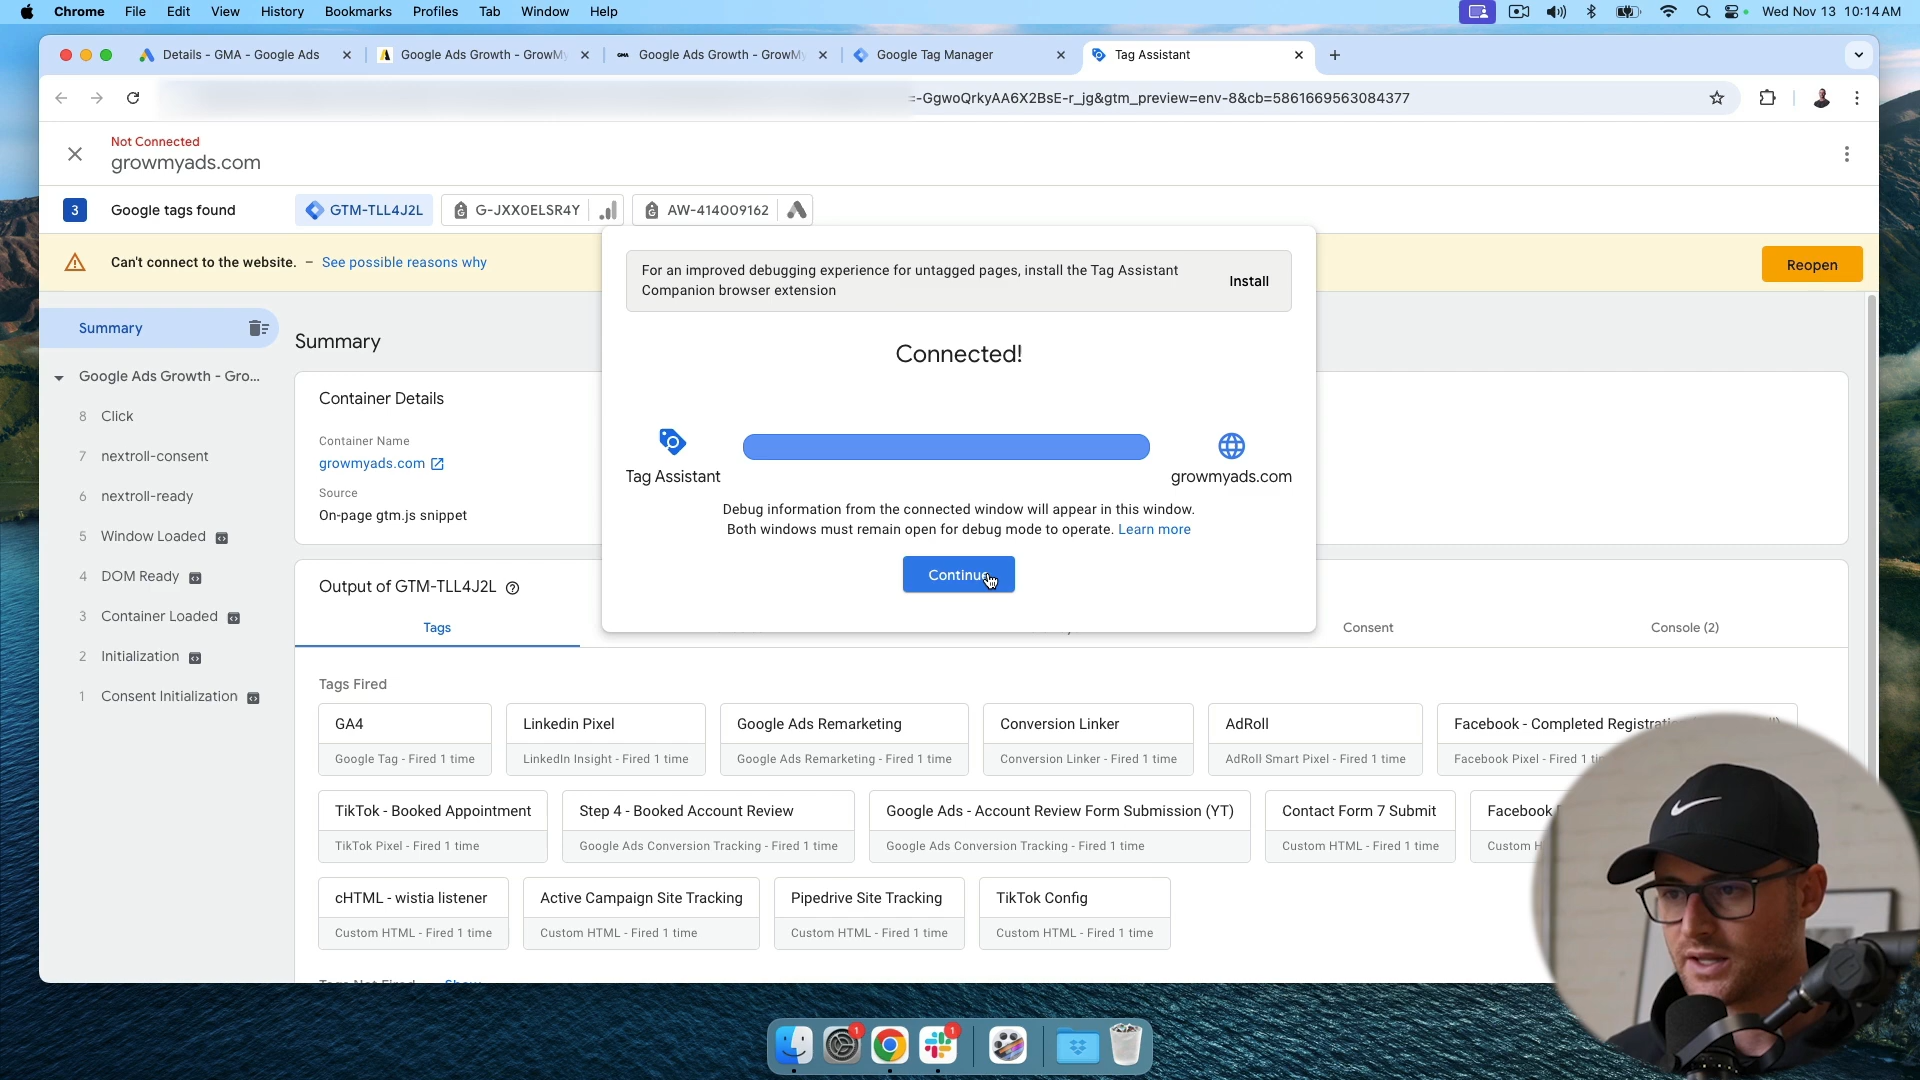 Chrome File Edit View History Bookmarks Profiles Tab Window Help
Wed Nov 13 10:14 AM
Details - GMA - Google Ads
Google Ads Growth - GrowMy
GMA Google Ads Growth - GrowMy
Google Tag Manager
Tag Assistant
=-GgwoQrkyAA6X2BsE-r_jg&gtm_preview=env-8&cb=5861669563084377
Not Connected
growmyads.com
3 Google tags found
GTM-TLL4J2L
G-JXX0ELSR4Y
AW-414009162
Can't connect to the website. – See possible reasons why
Reopen
For an improved debugging experience for untagged pages, install the Tag Assistant
Companion browser extension
Install
Connected!
Tag Assistant
growmyads.com
Debug information from the connected window will appear in this window.
Both windows must remain open for debug mode to operate. Learn more
Continue
Summary
Google Ads Growth - Gro...
8 Click
7 nextroll-consent
6 nextroll-ready
5 Window Loaded
4 DOM Ready
3 Container Loaded
2 Initialization
1 Consent Initialization
Summary
Container Details
Container Name
growmyads.com
Source
On-page gtm.js snippet
Output of GTM-TLL4J2L
Tags
Consent
Console (2)
Tags Fired
GA4
Google Tag - Fired 1 time
Linkedin Pixel
LinkedIn Insight - Fired 1 time
Google Ads Remarketing
Google Ads Remarketing - Fired 1 time
Conversion Linker
Conversion Linker - Fired 1 time
AdRoll
AdRoll Smart Pixel - Fired 1 time
Facebook - Completed
Facebook Pixel - Fired 1
TikTok - Booked Appointment
TikTok Pixel - Fired 1 time
Step 4 - Booked Account Review
Google Ads Conversion Tracking - Fired 1 time
Google Ads - Account Review Form Submission (YT)
Google Ads Conversion Tracking - Fired 1 time
Contact Form 7 Submit
Custom HTML - Fired 1 time
Facebook
Custom
cHTML - wistia listener
Custom HTML - Fired 1 time
Active Campaign Site Tracking
Custom HTML - Fired 1 time
Pipedrive Site Tracking
Custom HTML - Fired 1 time
TikTok Config
Custom HTML - Fired 1 time
1
1